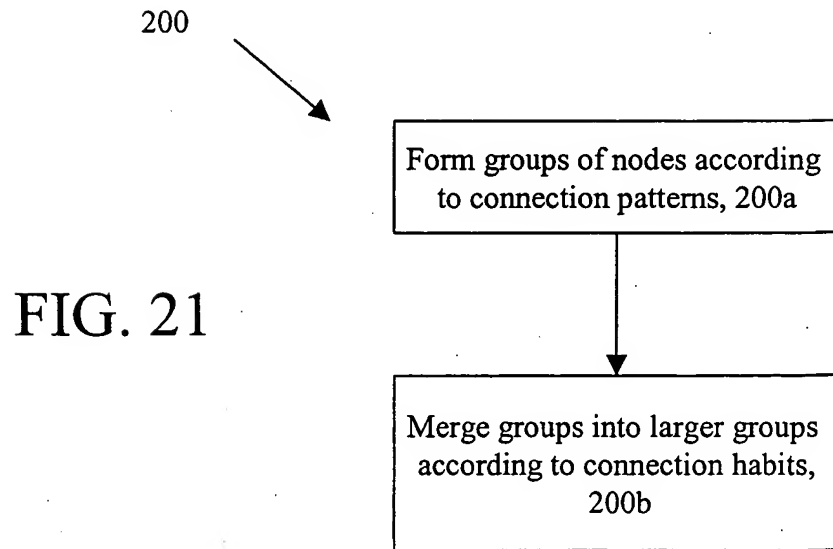 200
Form groups of nodes according
to connection patterns, 200a
FIG. 21
Merge groups into larger groups
according to connection habits,
200b